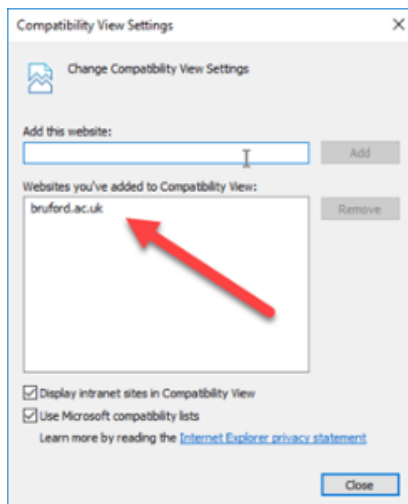 Compatibility View Settings
Change Compatibility View Settings
Add this website:
Add
Websites you've added to Compatibility View:
bruford.ac.uk
Remove
Display intranet sites in Compatibility View
Use Microsoft compatibility lists
Learn more by reading the Internet Explorer privacy statement
Close